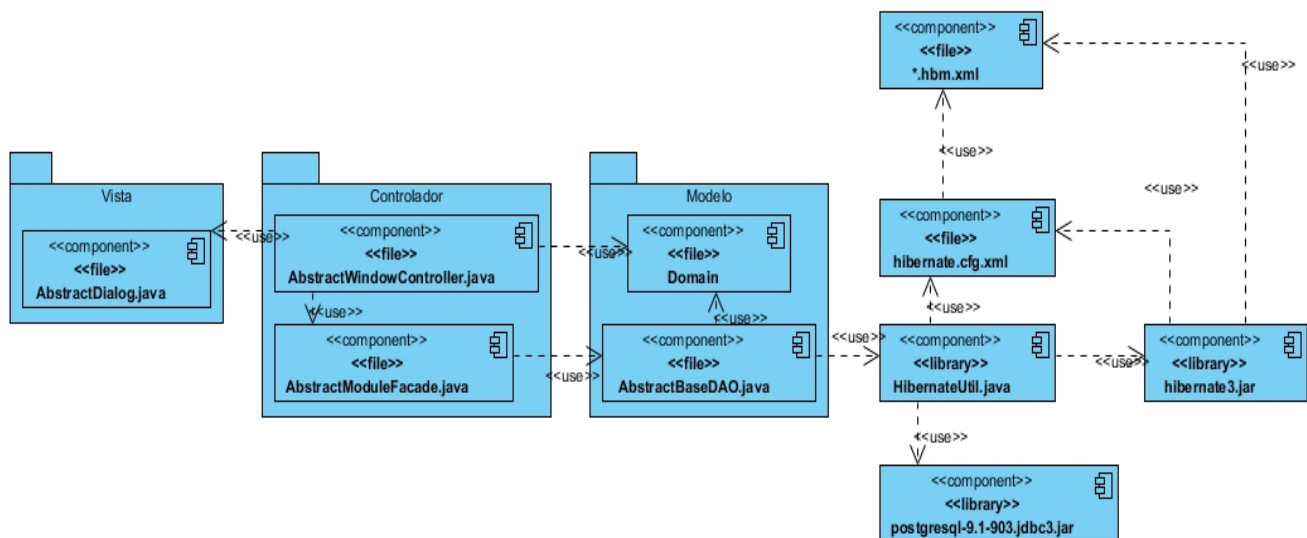 <<component>>
<<file>>
*.hbm.xml
<<use>>
<<use>>
<<use>>
Vista
Controlador
Modelo
<<component>>
<<file>>
AbstractDialog.java
<<use>>
<<component>>
<<file>>
AbstractWindowController.java
<<use>>
<<component>>
<<file>>
Domain
<<component>>
<<file>>
hibernate.cfg.xml
<<use>>
<<use>>
<<use>>
<<component>>
<<file>>
AbstractModuleFacade.java
<<use>>
<<component>>
<<file>>
AbstractBaseDAO.java
<<use>>
<<component>>
<<library>>
HibernateUtil.java
<<use>>
<<component>>
<<library>>
hibernate3.jar
<<use>>
<<component>>
<<library>>
postgresql-9.1-903.jdbc3.jar